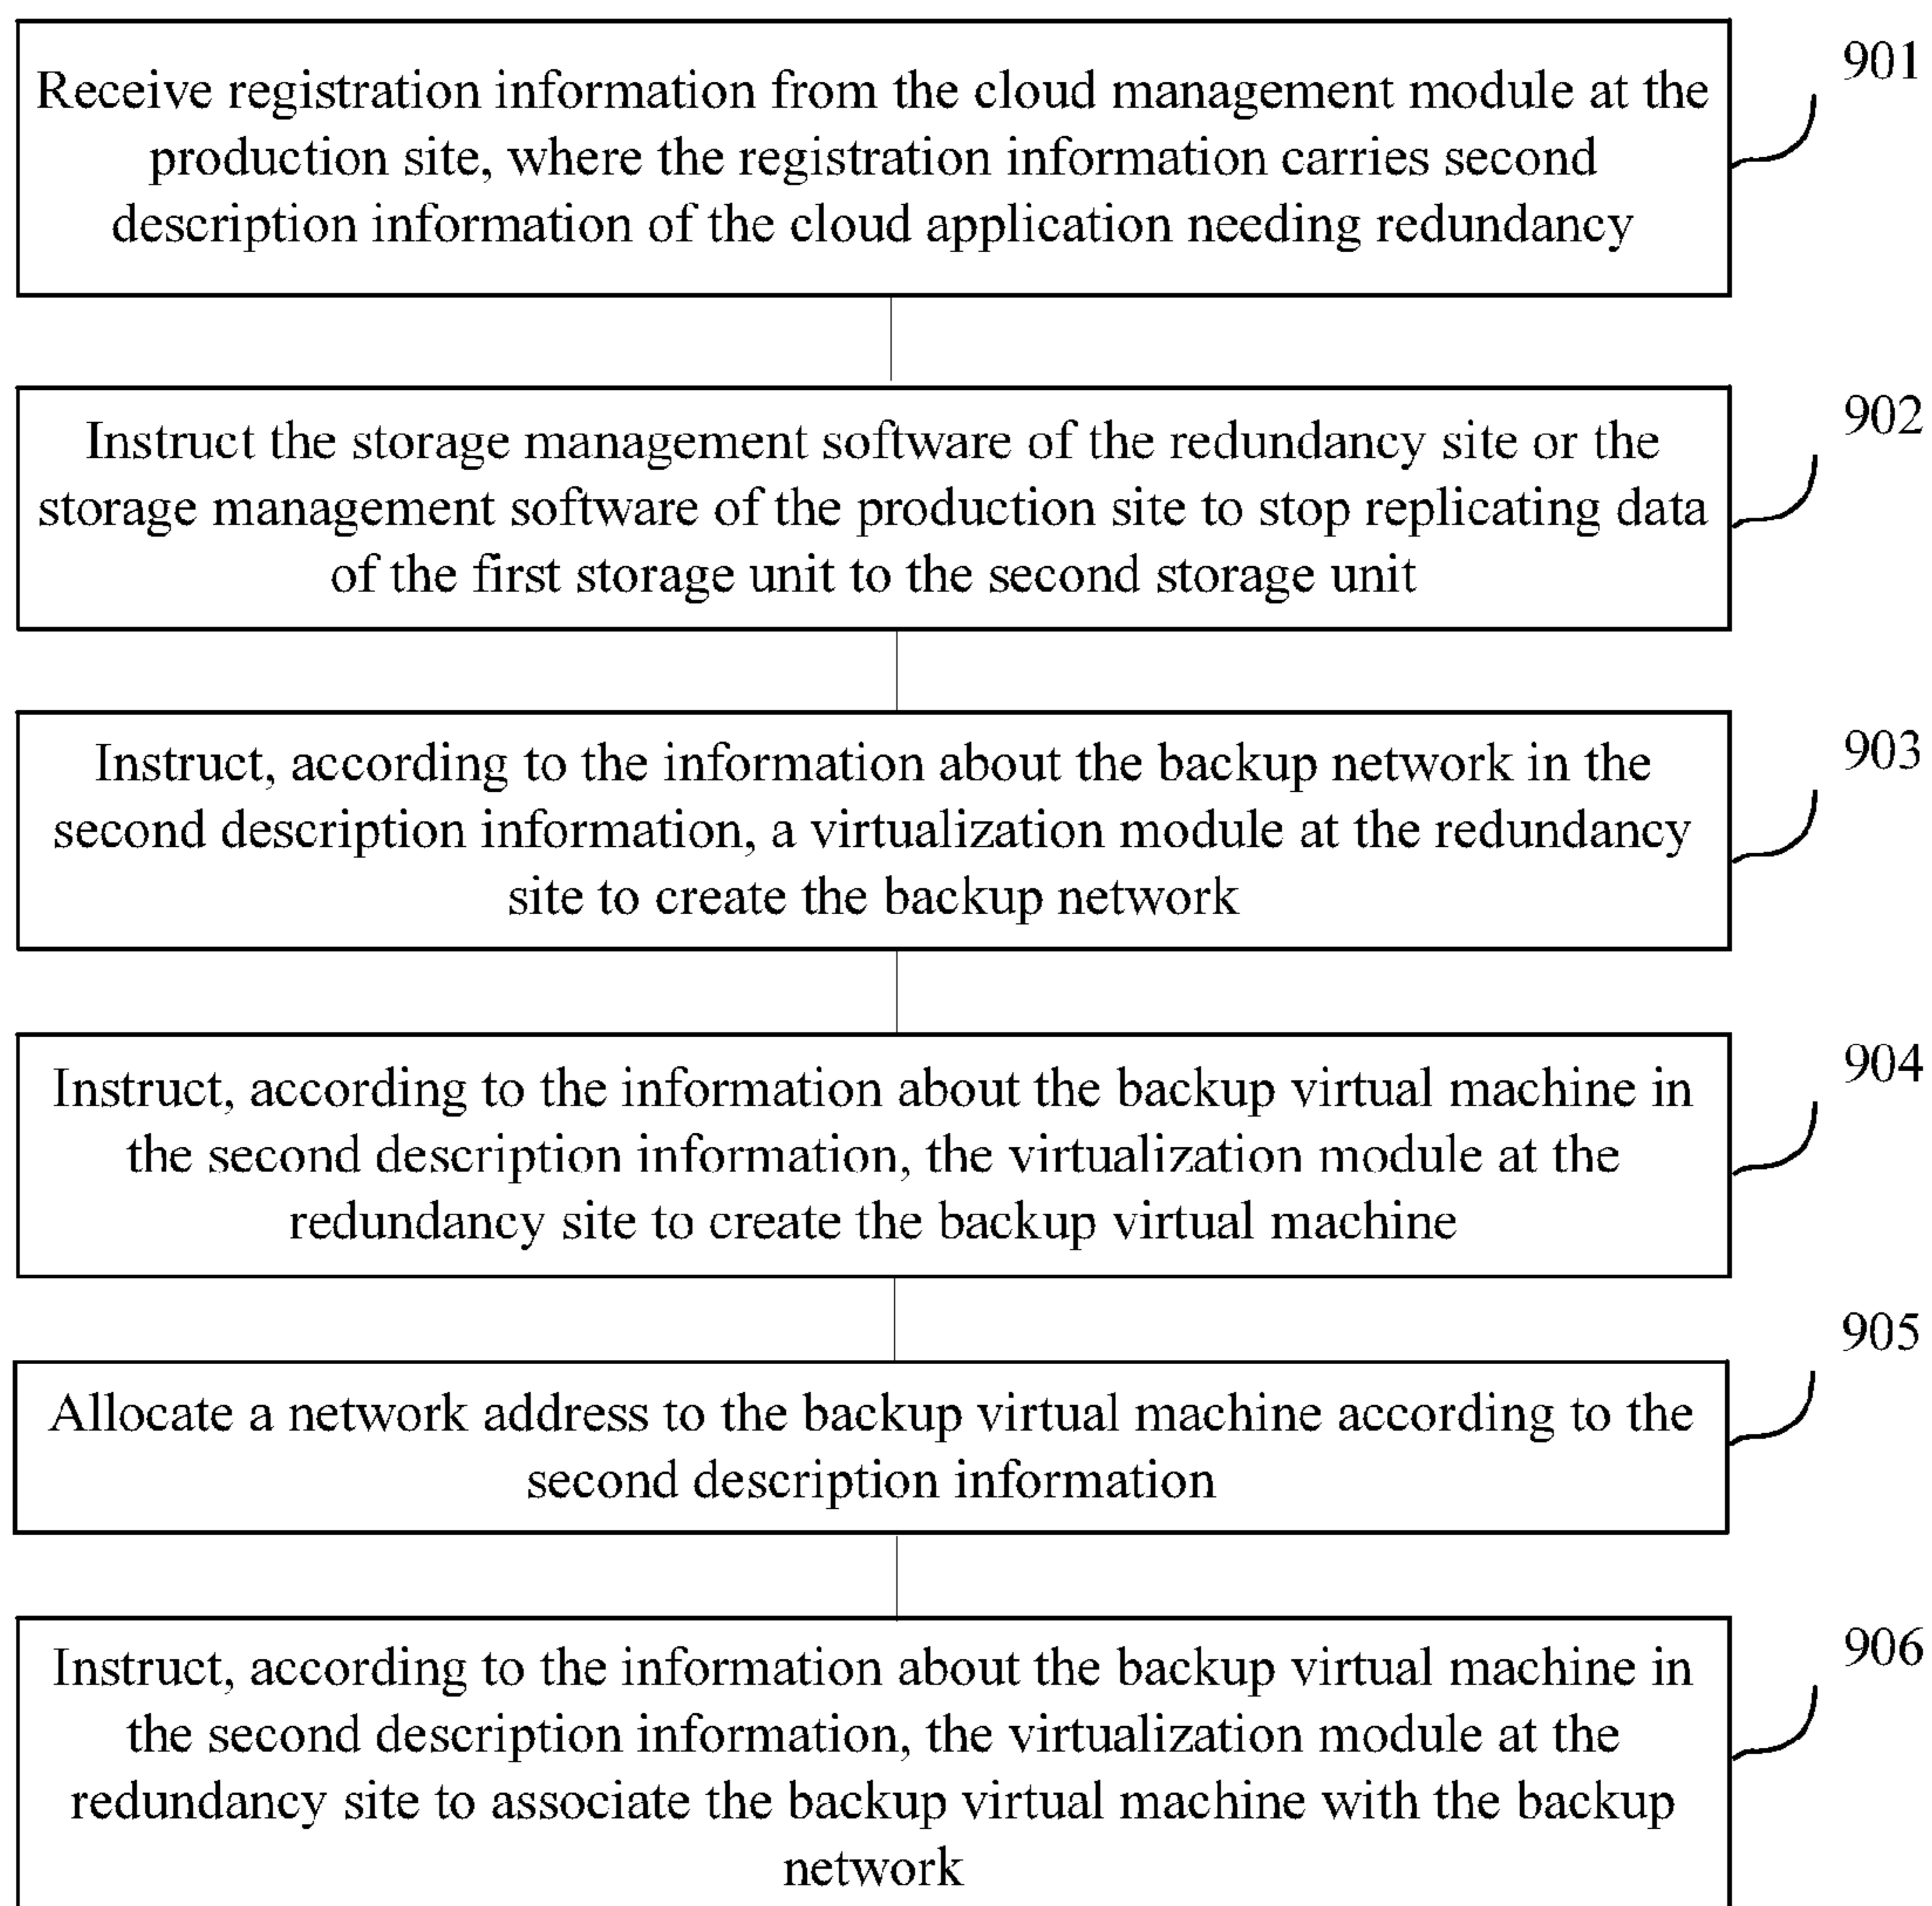 901
Receive registration information from the cloud management module at the
production site, where the registration information carries second
description information of the cloud application needing redundancy
902
Instruct the storage management software of the redundancy site or the
storage management software of the production site to stop replicating data
of the first storage unit to the second storage unit
903
Instruct, according to the information about the backup network in the
second description information, a virtualization module at the redundancy
site to create the backup network
904
Instruct, according to the information about the backup virtual machine in
the second description information, the virtualization module at the
redundancy site to create the backup virtual machine
905
Allocate a network address to the backup virtual machine according to the
second description information
906
Instruct, according to the information about the backup virtual machine in
the second description information, the virtualization module at the
redundancy site to associate the backup virtual machine with the backup
network